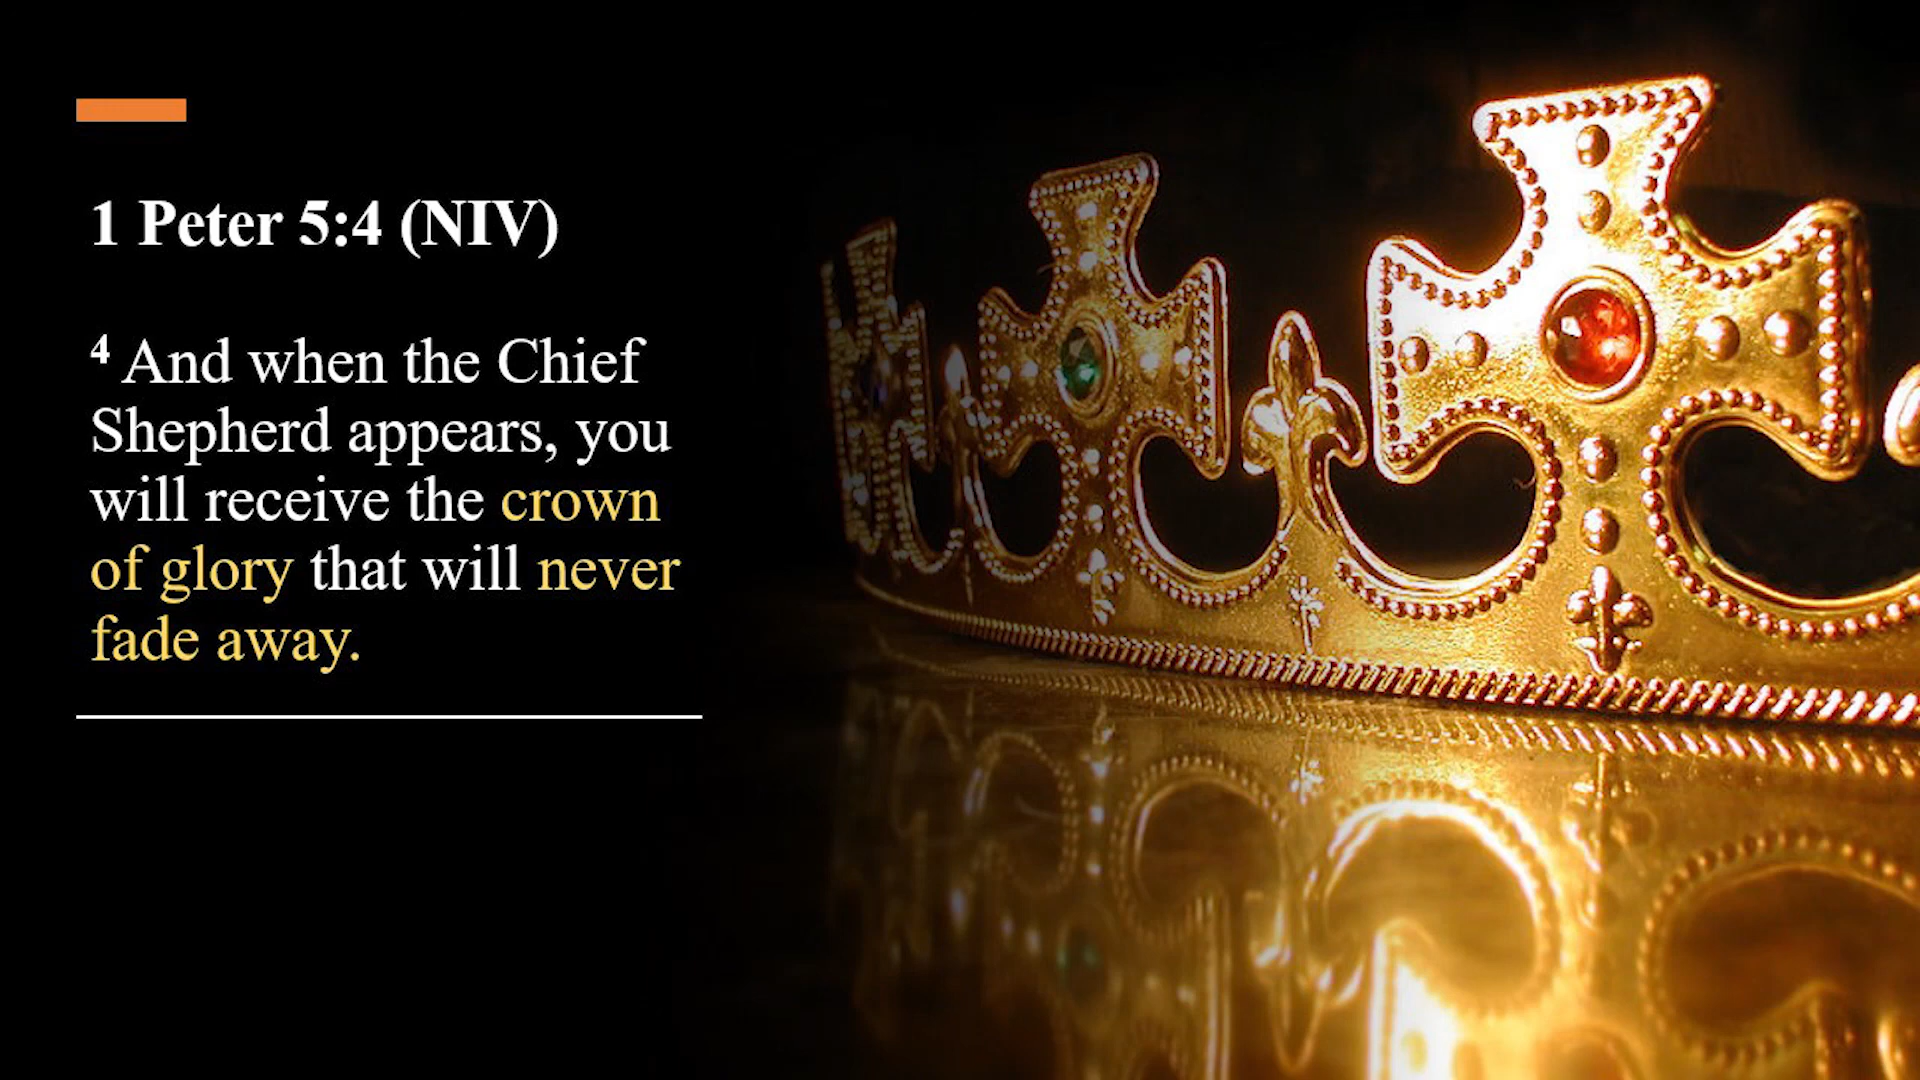 1 Peter 5:4 (NIV)
4 And when the Chief
Shepherd appears, you
will receive the crown
of glory that will never
fade away.